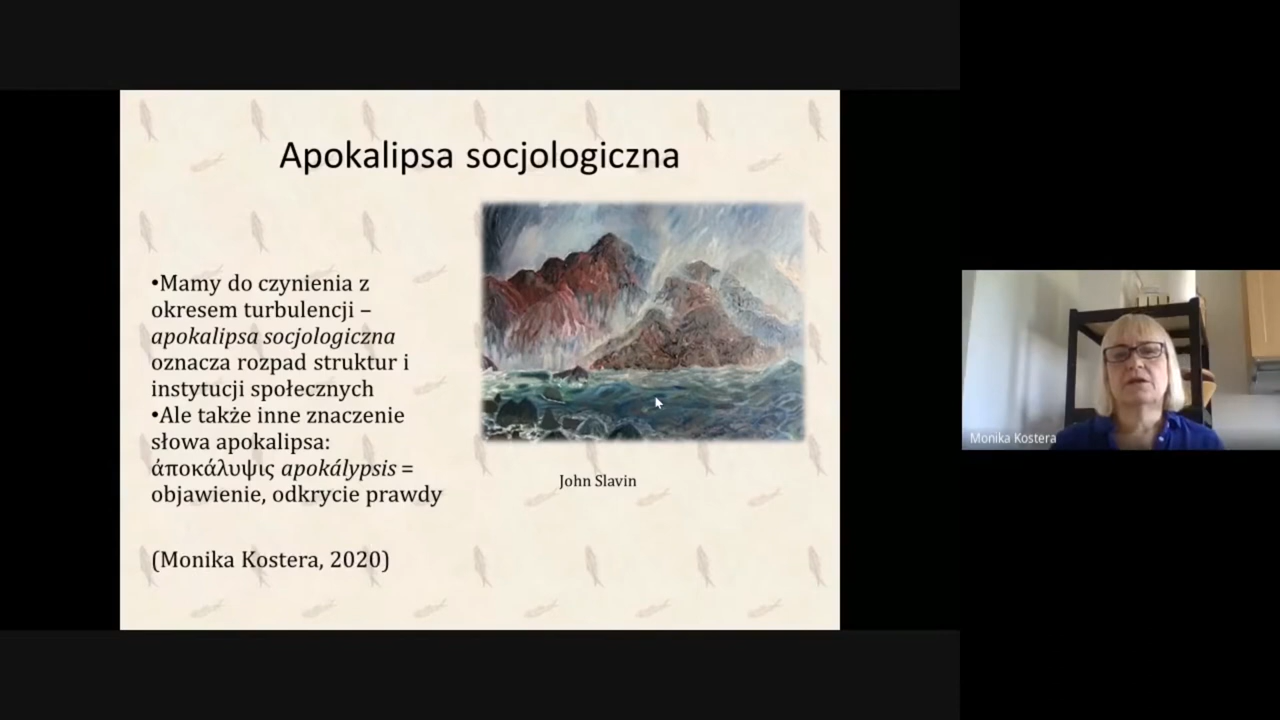 Apokalipsa socjologiczna
•Mamy do czynienia z
okresem turbulencji –
apokalipsa socjologiczna
oznacza rozpad struktur i
instytucji społecznych
•Ale także inne znaczenie
słowa apokalipsa:
ἀποκάλυψις apokálypsis =
objawienie, odkrycie prawdy
(Monika Kostera, 2020)
John Slavin
Monika Kostera